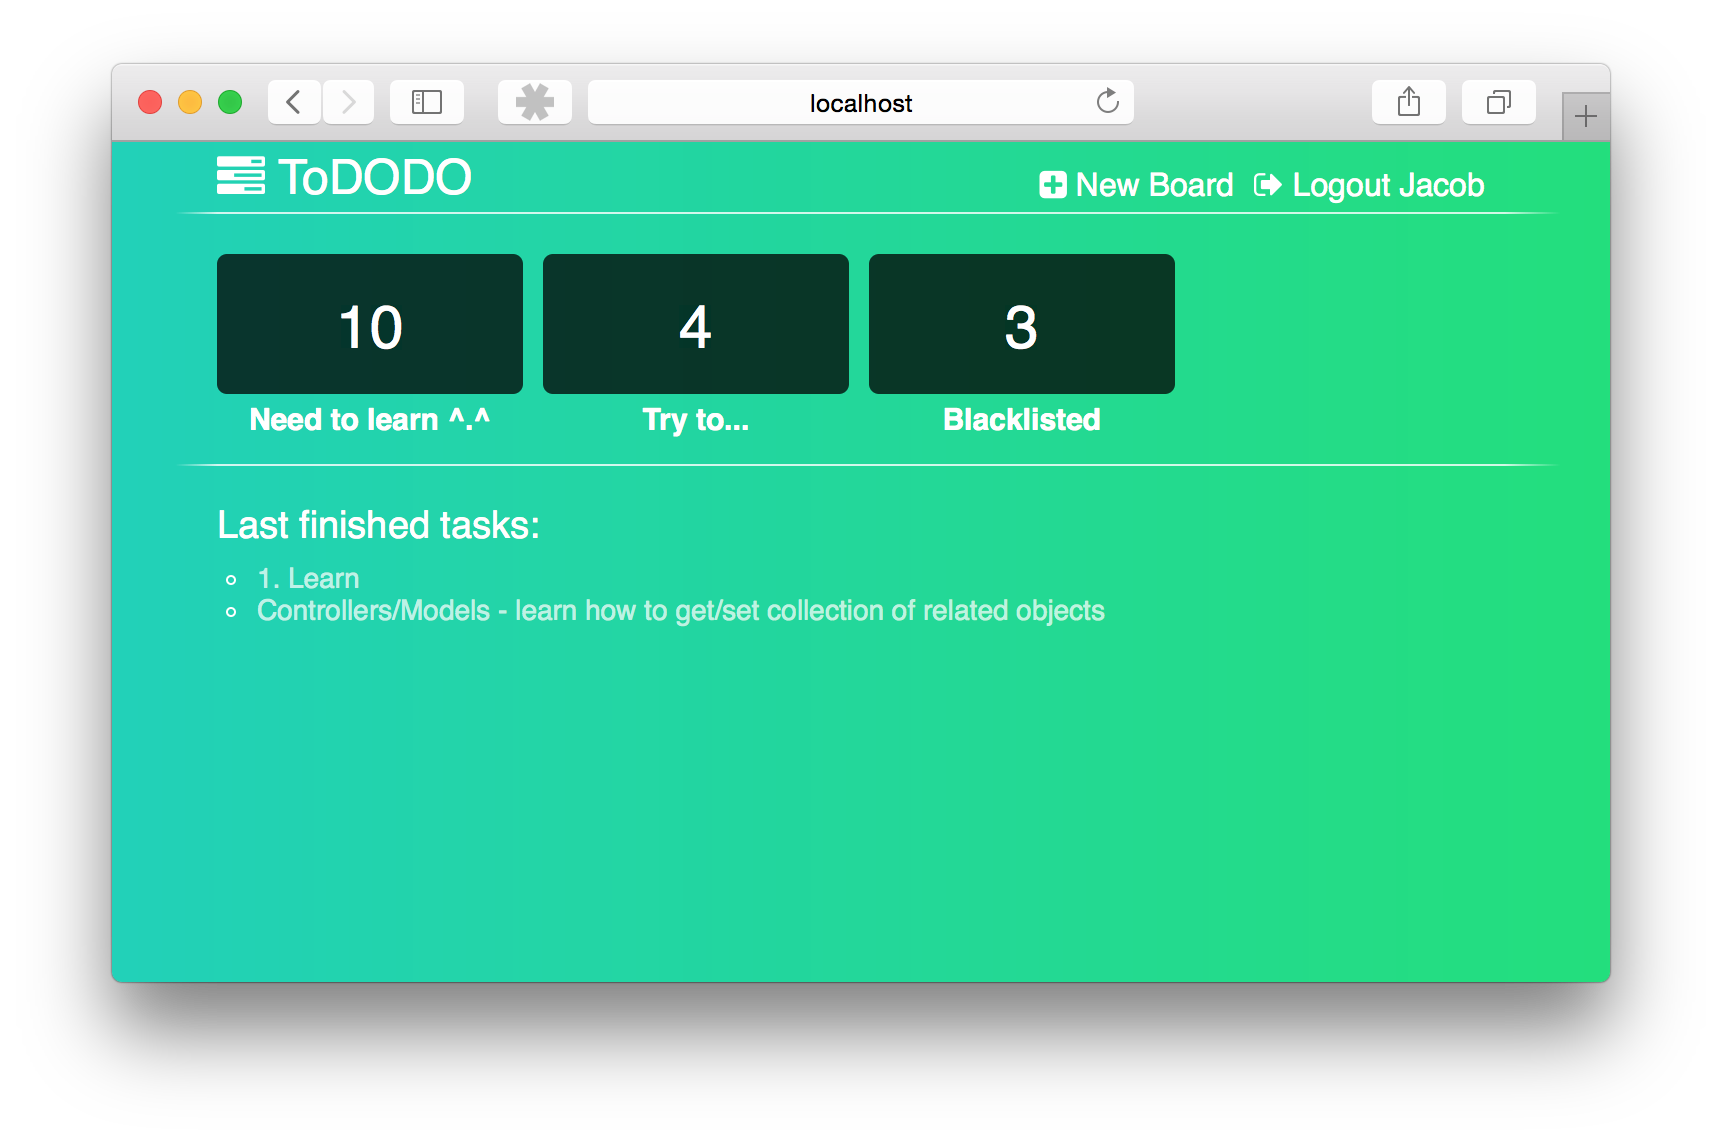 localhost
ToDODO
New Board Logout Jacob
10 4 3
Need to learn ^.^ Try to... Blacklisted
Last finished tasks:
1. Learn
Controllers/Models - learn how to get/set collection of related objects